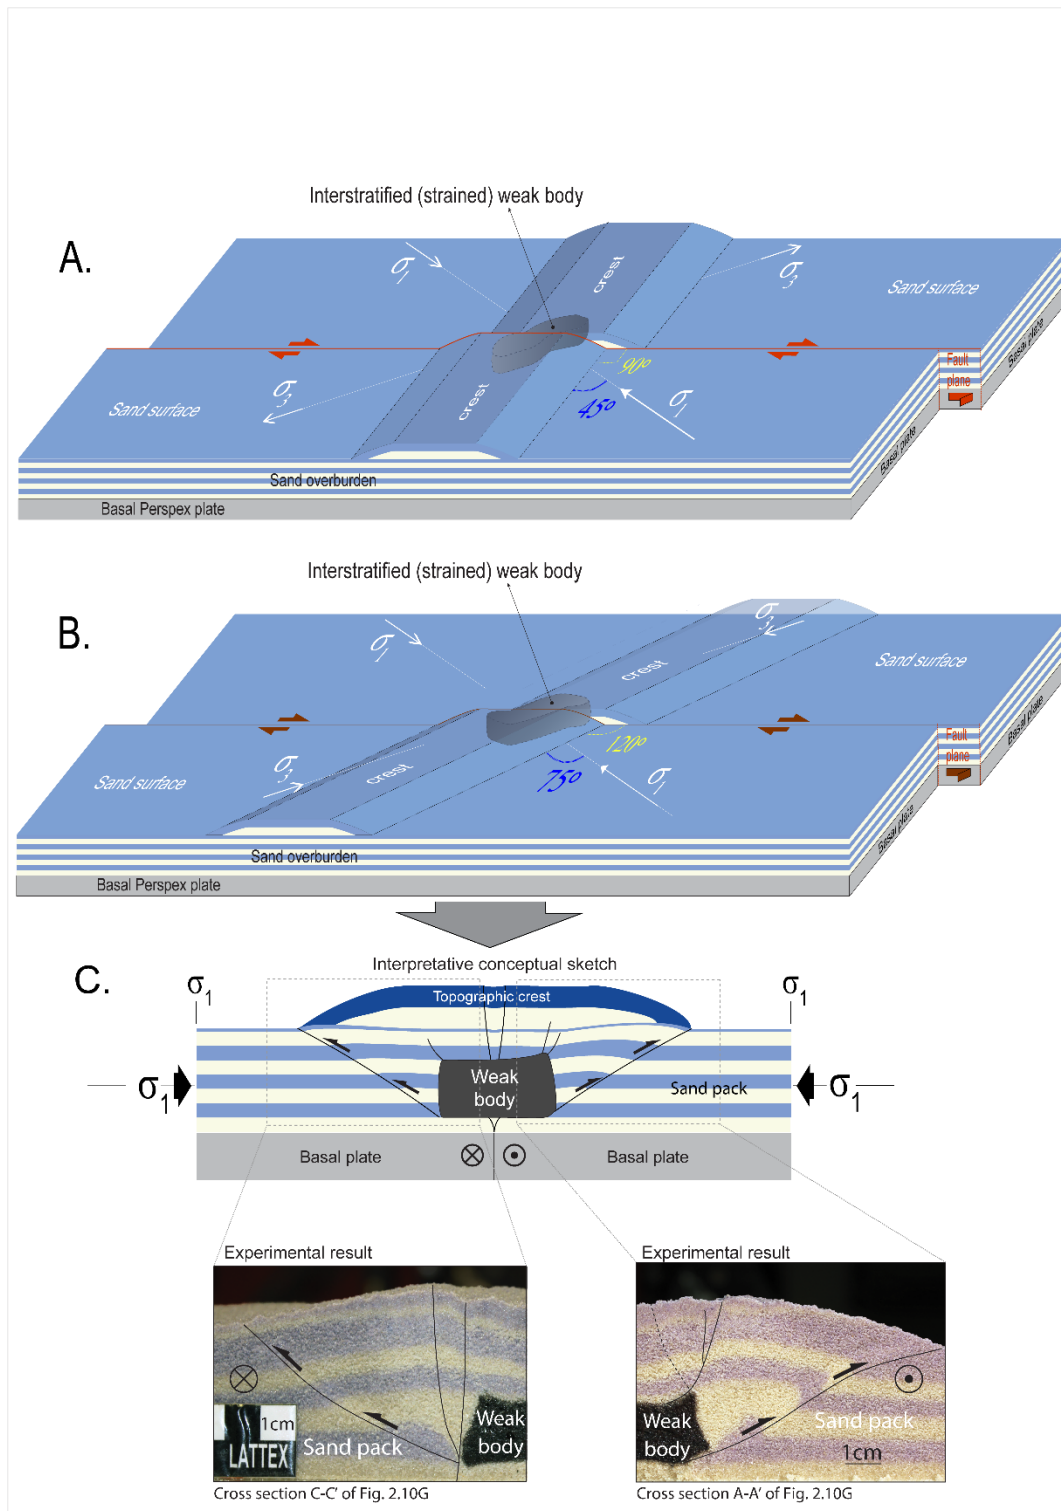 Interstratified (strained) weak body
A.
σ1
crest
σ3
Sand surface
90º
45º
σ3
Sand surface
crest
σ1
Fault
plane
Basal plate
Basal plate
Sand overburden
Basal Perspex plate
Interstratified (strained) weak body
B.
σ1
σ3
crest
Sand surface
120º
75º
σ3
Sand surface
crest
σ1
Fault
plane
Basal plate
Basal plate
Sand overburden
Basal Perspex plate
Interpretative conceptual sketch
C.
σ1
σ1
Topographic crest
Weak
body
Sand pack
σ1
σ1
Basal plate
Basal plate
Experimental result
Experimental result
1cm
LATTEX
Sand pack
Weak
body
Weak
body
Sand pack
1cm
Cross section C-C' of Fig. 2.10G
Cross section A-A' of Fig. 2.10G